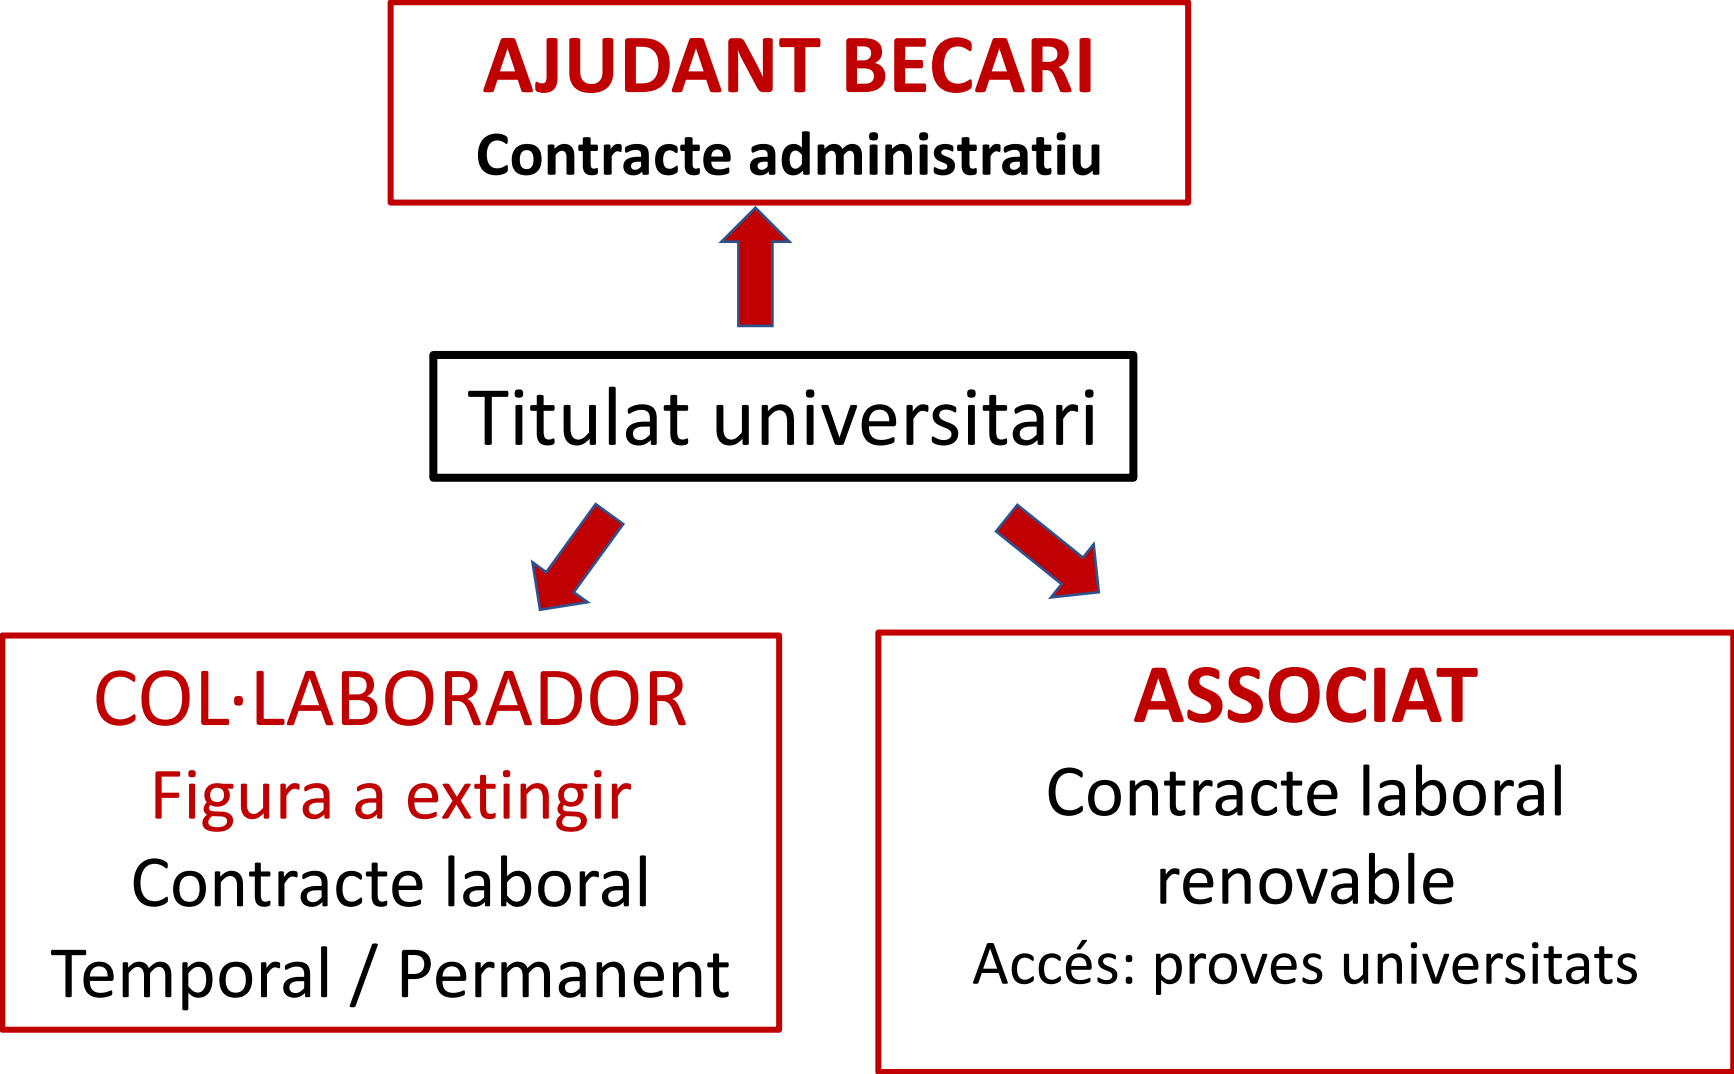 AJUDANT BECARI
Contracte administratiu
Titulat universitari
COL·LABORADOR
Figura a extingir
Contracte laboral
Temporal / Permanent
ASSOCIAT
Contracte laboral
renovable
Accés: proves universitats